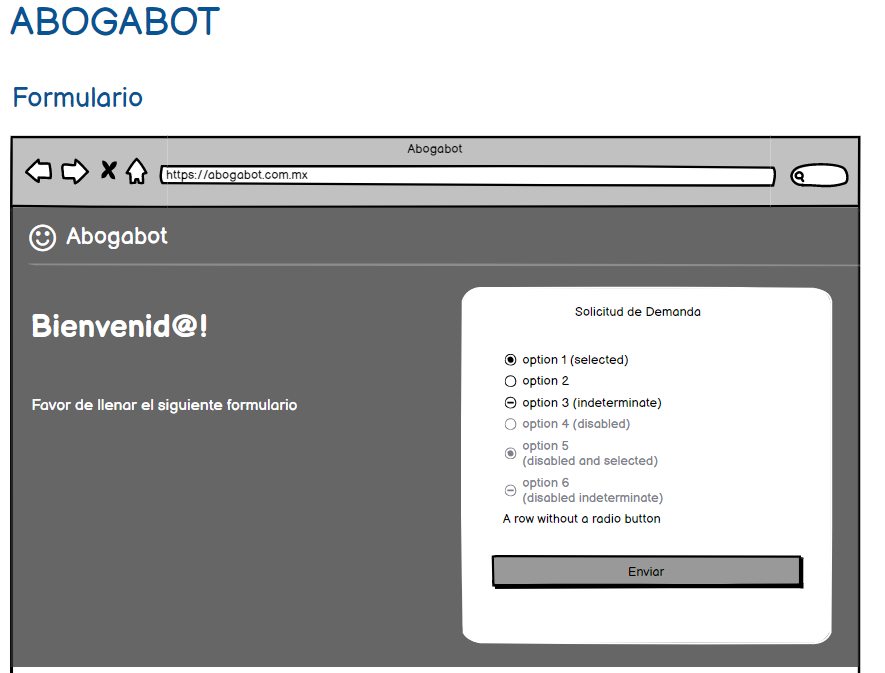 ABOGABOT
Formulario
Abogabot
https://abogabot.com.mx
Abogabot
Bienvenid@!
Favor de llenar el siguiente formulario
Solicitud de Demanda
option 1 (selected)
option 2
option 3 (indeterminate)
option 4 (disabled)
option 5
(disabled and selected)
option 6
(disabled indeterminate)
A row without a radio button
Enviar